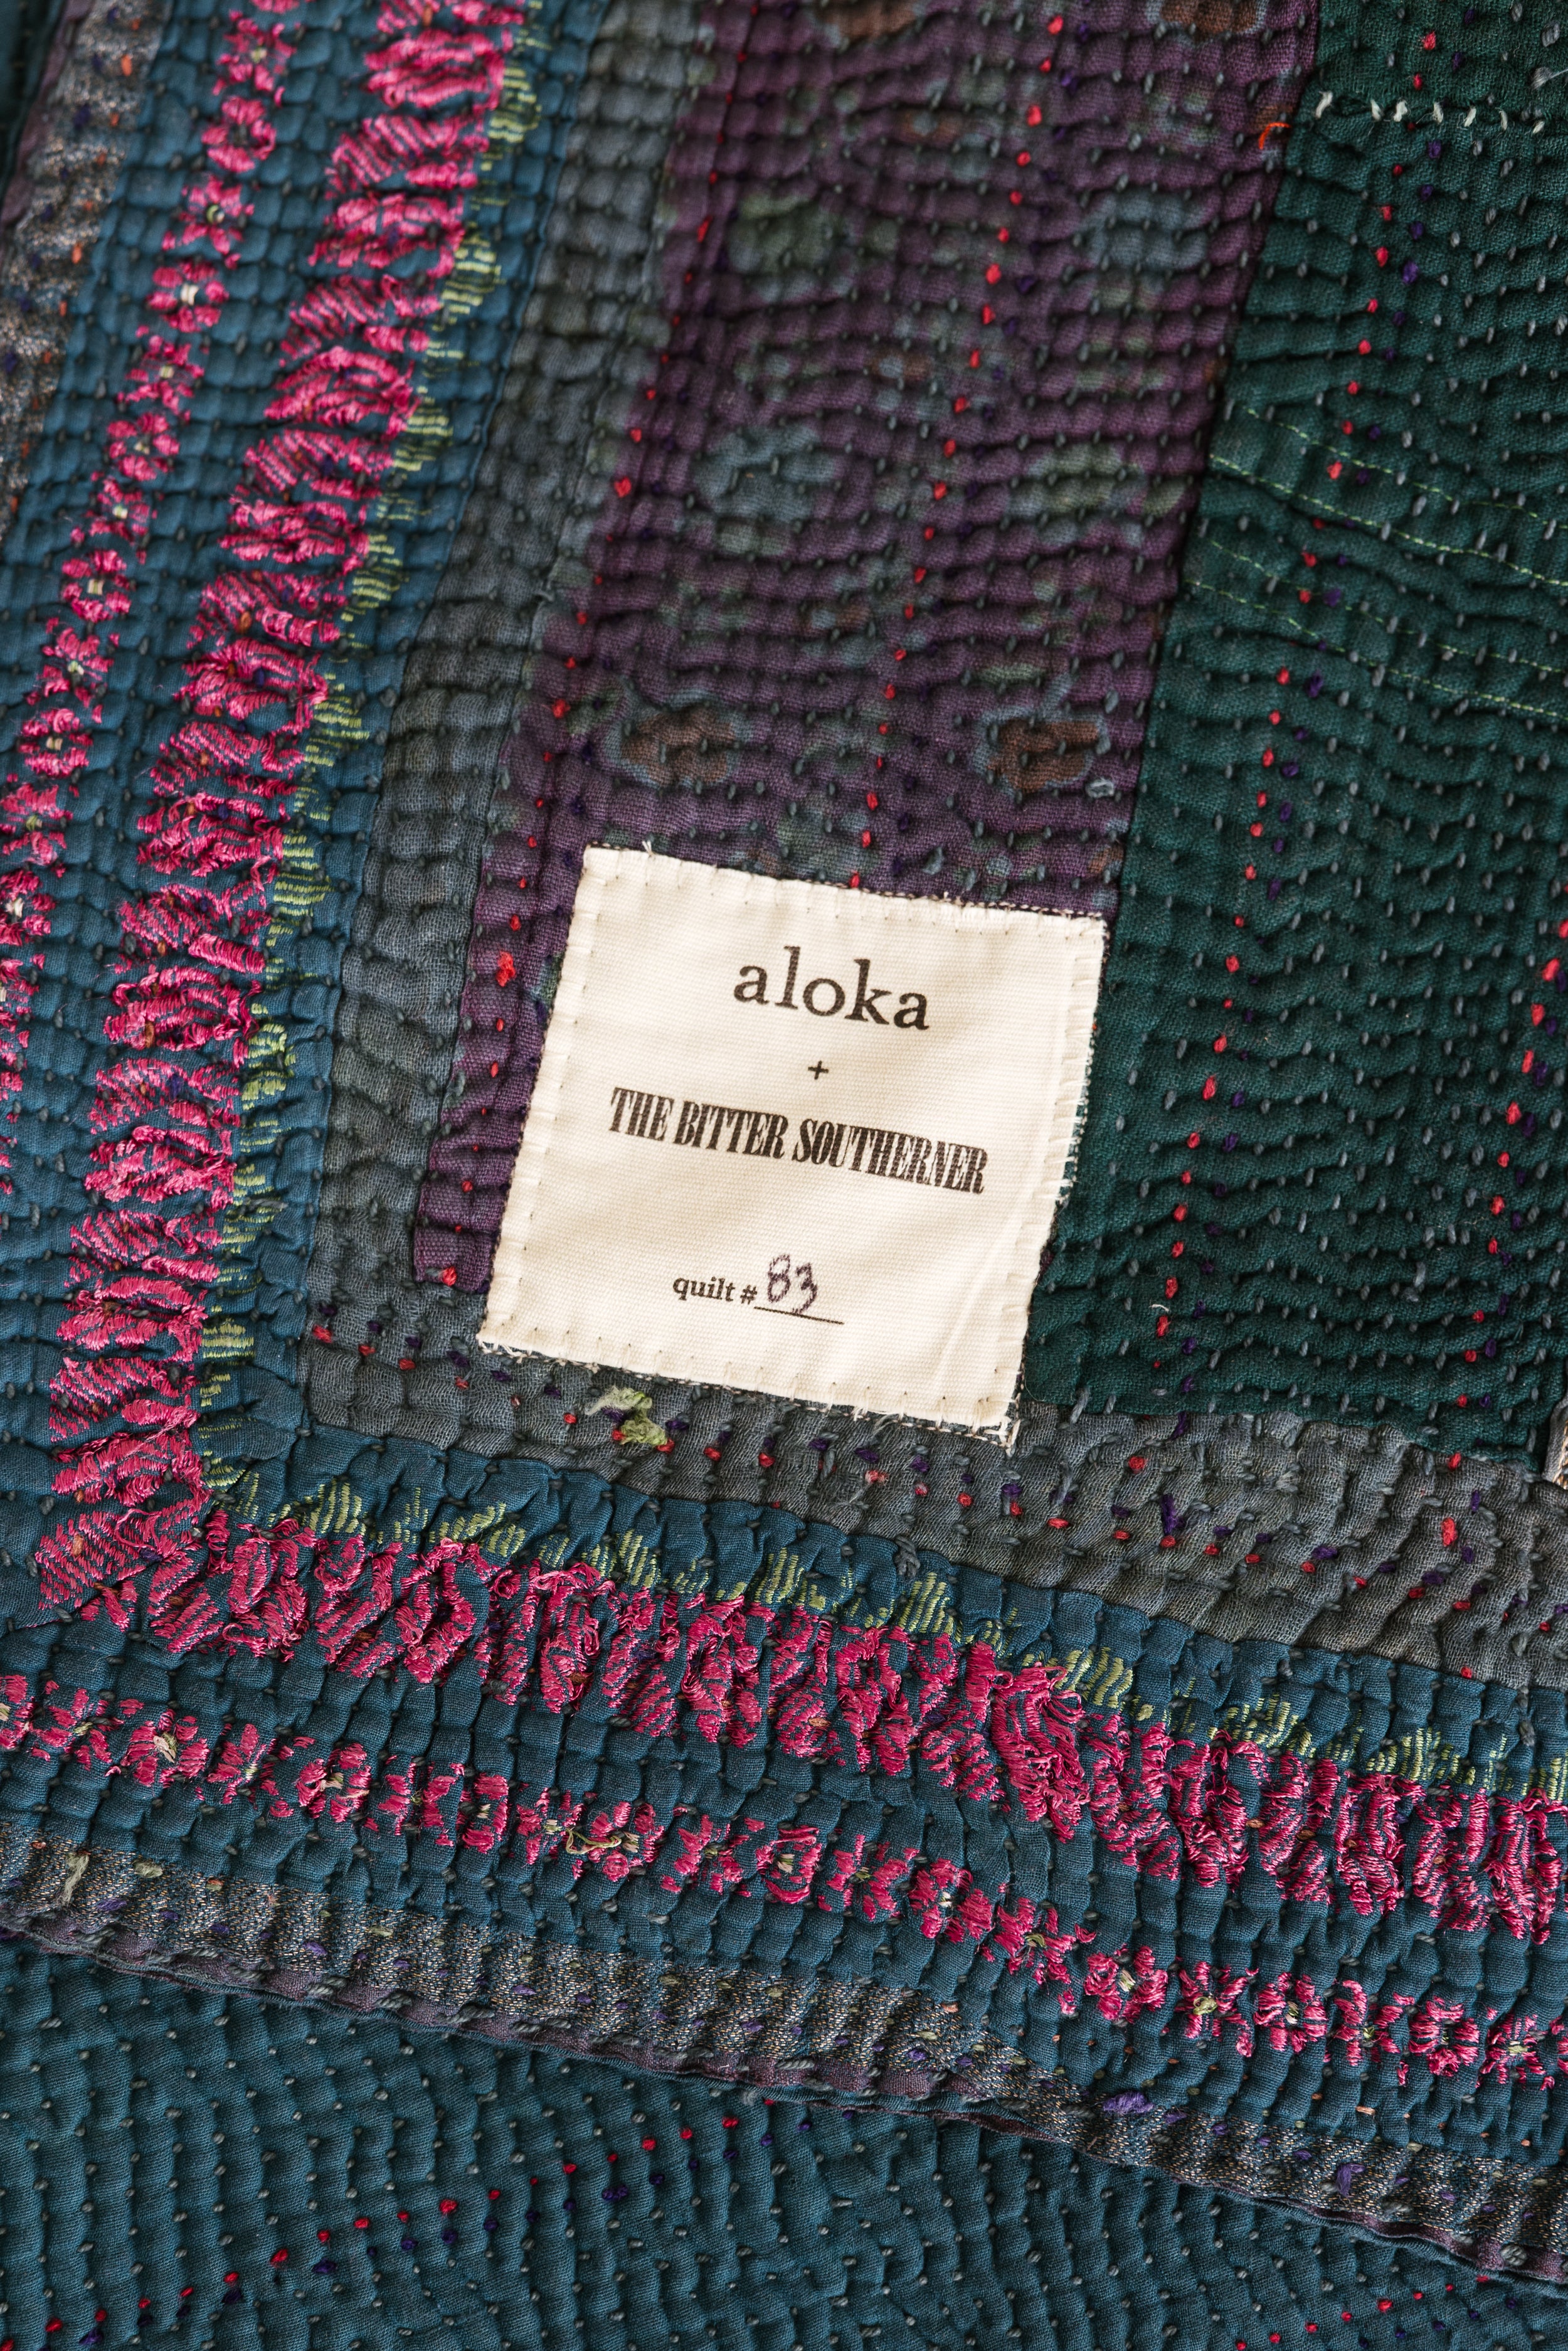 aloka
+
THE BITTER SOUTHERNER
quilt # 83